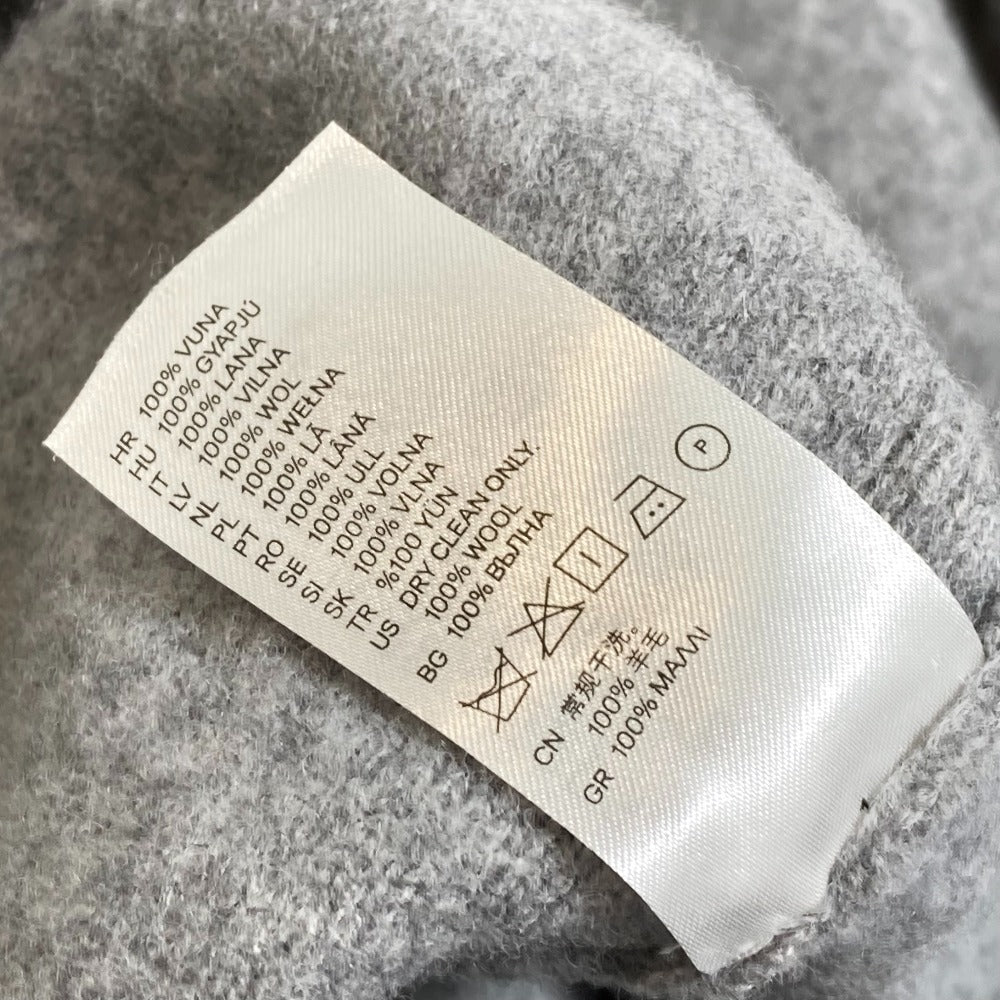 HR 100% VUNA
HU 100% GYAPJÚ
IT 100% LANA
LV 100% VILNA
NL 100% WOL
PL 100% WEŁNA
PT 100% LÃ
RO 100% LÂNĂ
SE 100% ULL
SI 100% VOLNA
SK 100% VLNA
TR %100 YÜN
US DRY CLEAN ONLY.
100% WOOL
BG 100% ВЪЛНА
P
CN 常规干洗。
100% 羊毛
GR 100% ΜΑΛΛΙ